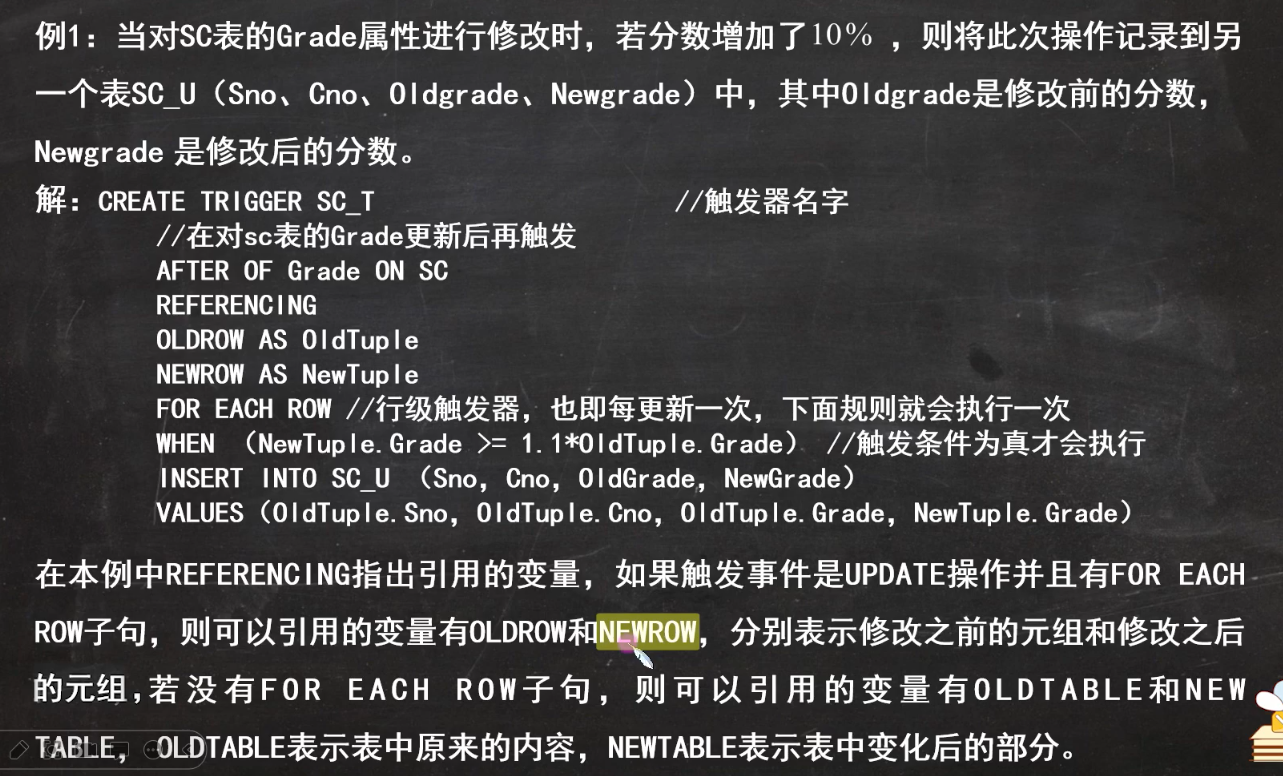 例1：当对SC表的Grade属性进行修改时，若分数增加了10%，则将此次操作记录到另
一个表SC_U（Sno、Cno、Oldgrade、Newgrade）中，其中Oldgrade是修改前的分数，
Newgrade 是修改后的分数。
解：CREATE TRIGGER SC_T //触发器名字
//在对sc表的Grade更新后再触发
AFTER OF Grade ON SC
REFERENCING
OLDROW AS OldTuple
NEWROW AS NewTuple
FOR EACH ROW //行级触发器，也即每更新一次，下面规则就会执行一次
WHEN （NewTuple.Grade >= 1.1*OldTuple.Grade） //触发条件为真才会执行
INSERT INTO SC_U （Sno，Cno，OldGrade，NewGrade）
VALUES（OldTuple.Sno，OldTuple.Cno，OldTuple.Grade，NewTuple.Grade）
在本例中REFERENCING指出引用的变量，如果触发事件是UPDATE操作并且有FOR EACH
ROW子句，则可以引用的变量有OLDROW和NEWROW，分别表示修改之前的元组和修改之后
的元组,若没有FOR EACH ROW子句，则可以引用的变量有OLDTABLE和NEW
TABLE，OLDTABLE表示表中原来的内容，NEWTABLE表示表中变化后的部分。